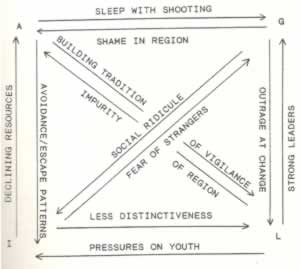 SLEEP WITH SHOOTING
A
G
SHAME IN REGION
BUILDING TRADITION
IMPURITY
SOCIAL RIDICULE
FEAR OF STRANGERS
OF VIGILANCE
OF REGION
DECLINING RESOURCES
AVOIDANCE/ESCAPE PATTERNS
OUTRAGE AT CHANGE
STRONG LEADERS
LESS DISTINCTIVENESS
I
L
PRESSURES ON YOUTH